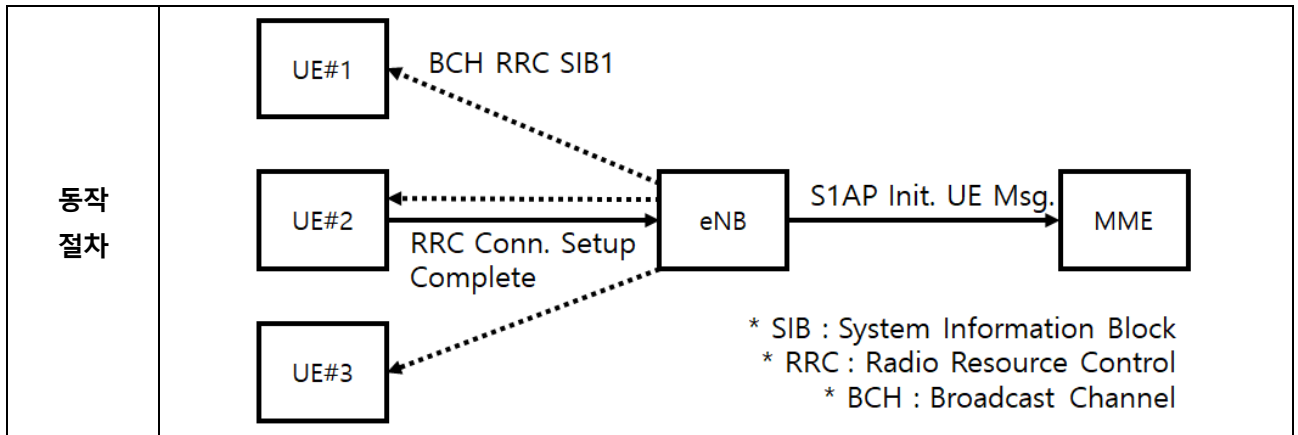 동작
절차
UE#1
BCH RRC SIB1
UE#2
eNB
S1AP Init. UE Msg.
MME
RRC Conn. Setup
Complete
UE#3
* SIB : System Information Block
* RRC : Radio Resource Control
* BCH : Broadcast Channel